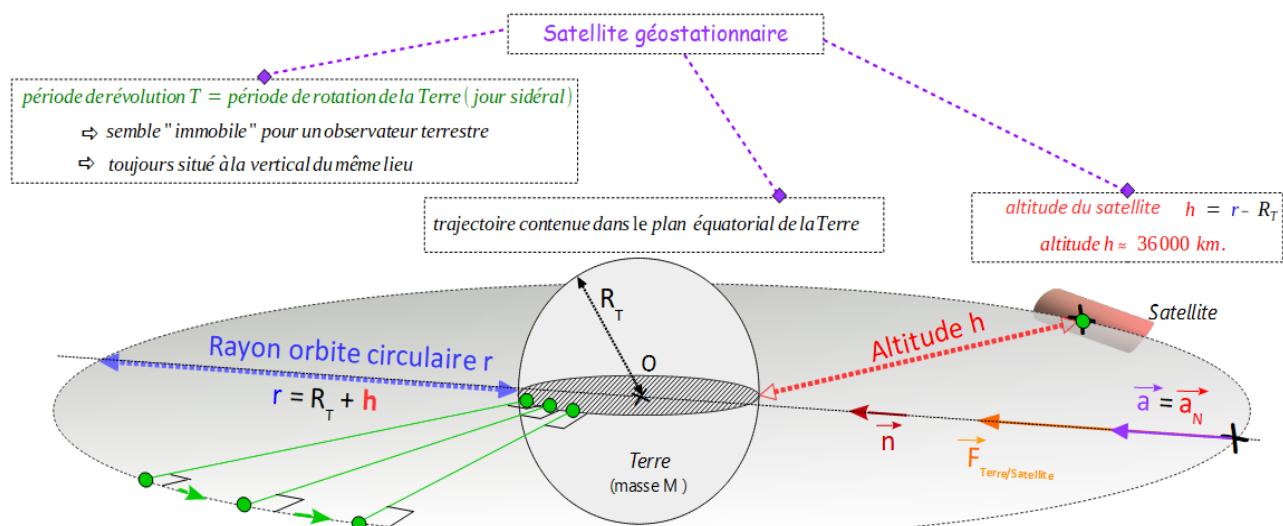 Satellite géostationnaire
période de révolution T = période de rotation de la Terre ( jour sidéral)
⇨ semble " immobile" pour un observateur terrestre
⇨ toujours situé à la vertical du même lieu
trajectoire contenue dans le plan équatorial de la Terre
altitude du satellite h = r - R_T
altitude h ≈ 36 000 km.
R_T
O
Rayon orbite circulaire r
r = R_T + h
Altitude h
Satellite
a = a_N
n
F_Terre/Satellite
Terre
(masse M )